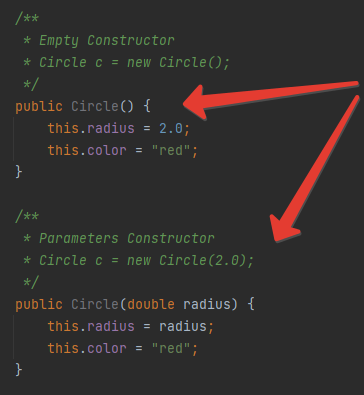 /**
 * Empty Constructor
 * Circle c = new Circle();
 */
public Circle() {
    this.radius = 2.0;
    this.color = "red";
}
/**
 * Parameters Constructor
 * Circle c = new Circle(2.0);
 */
public Circle(double radius) {
    this.radius = radius;
    this.color = "red";
}